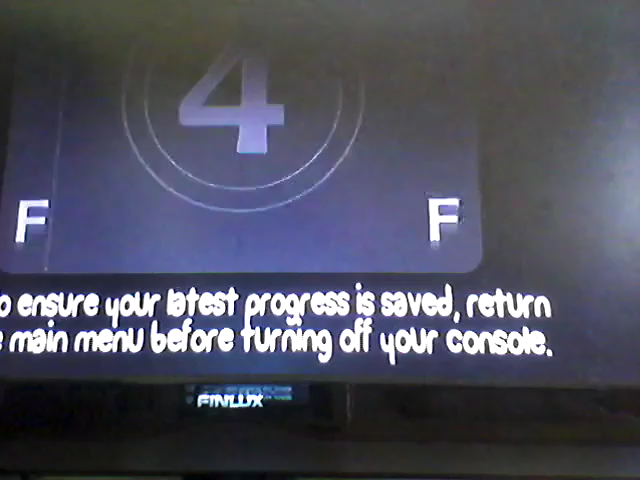 4
F F
ensure your latest progress is saved, return
main menu before turning off your console.
FINLUX